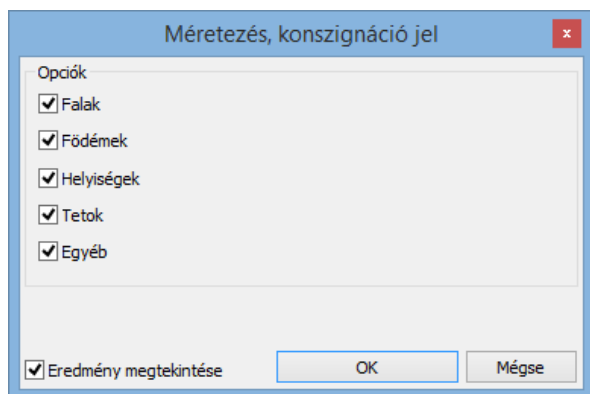 Méretezés, konszignáció jel
x
Opciók
Falak
Födémek
Helyiségek
Tetok
Egyéb
Eredmény megtekintése OK Mégse